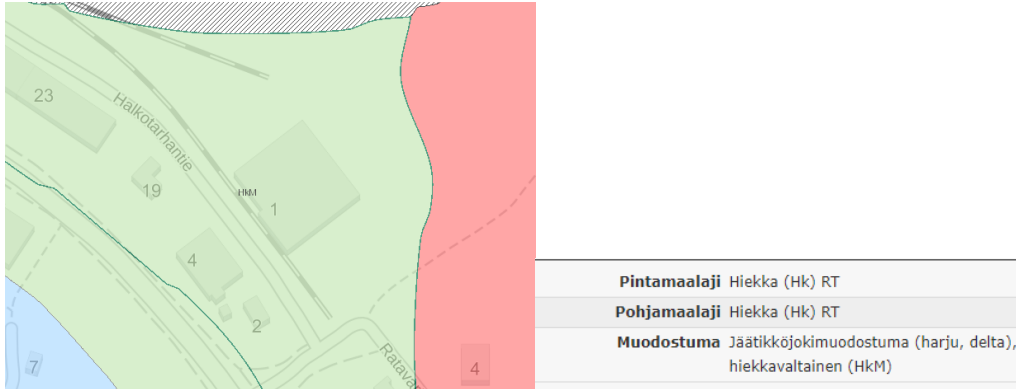 23
Halkotarhantie
19
HkM
1
4
2
7
Ratava
4
Pintamaalaji Hiekka (Hk) RT
Pohjamaalaji Hiekka (Hk) RT
Muodostuma Jäätikköjokimuodostuma (harju, delta),
hiekkavaltainen (HkM)